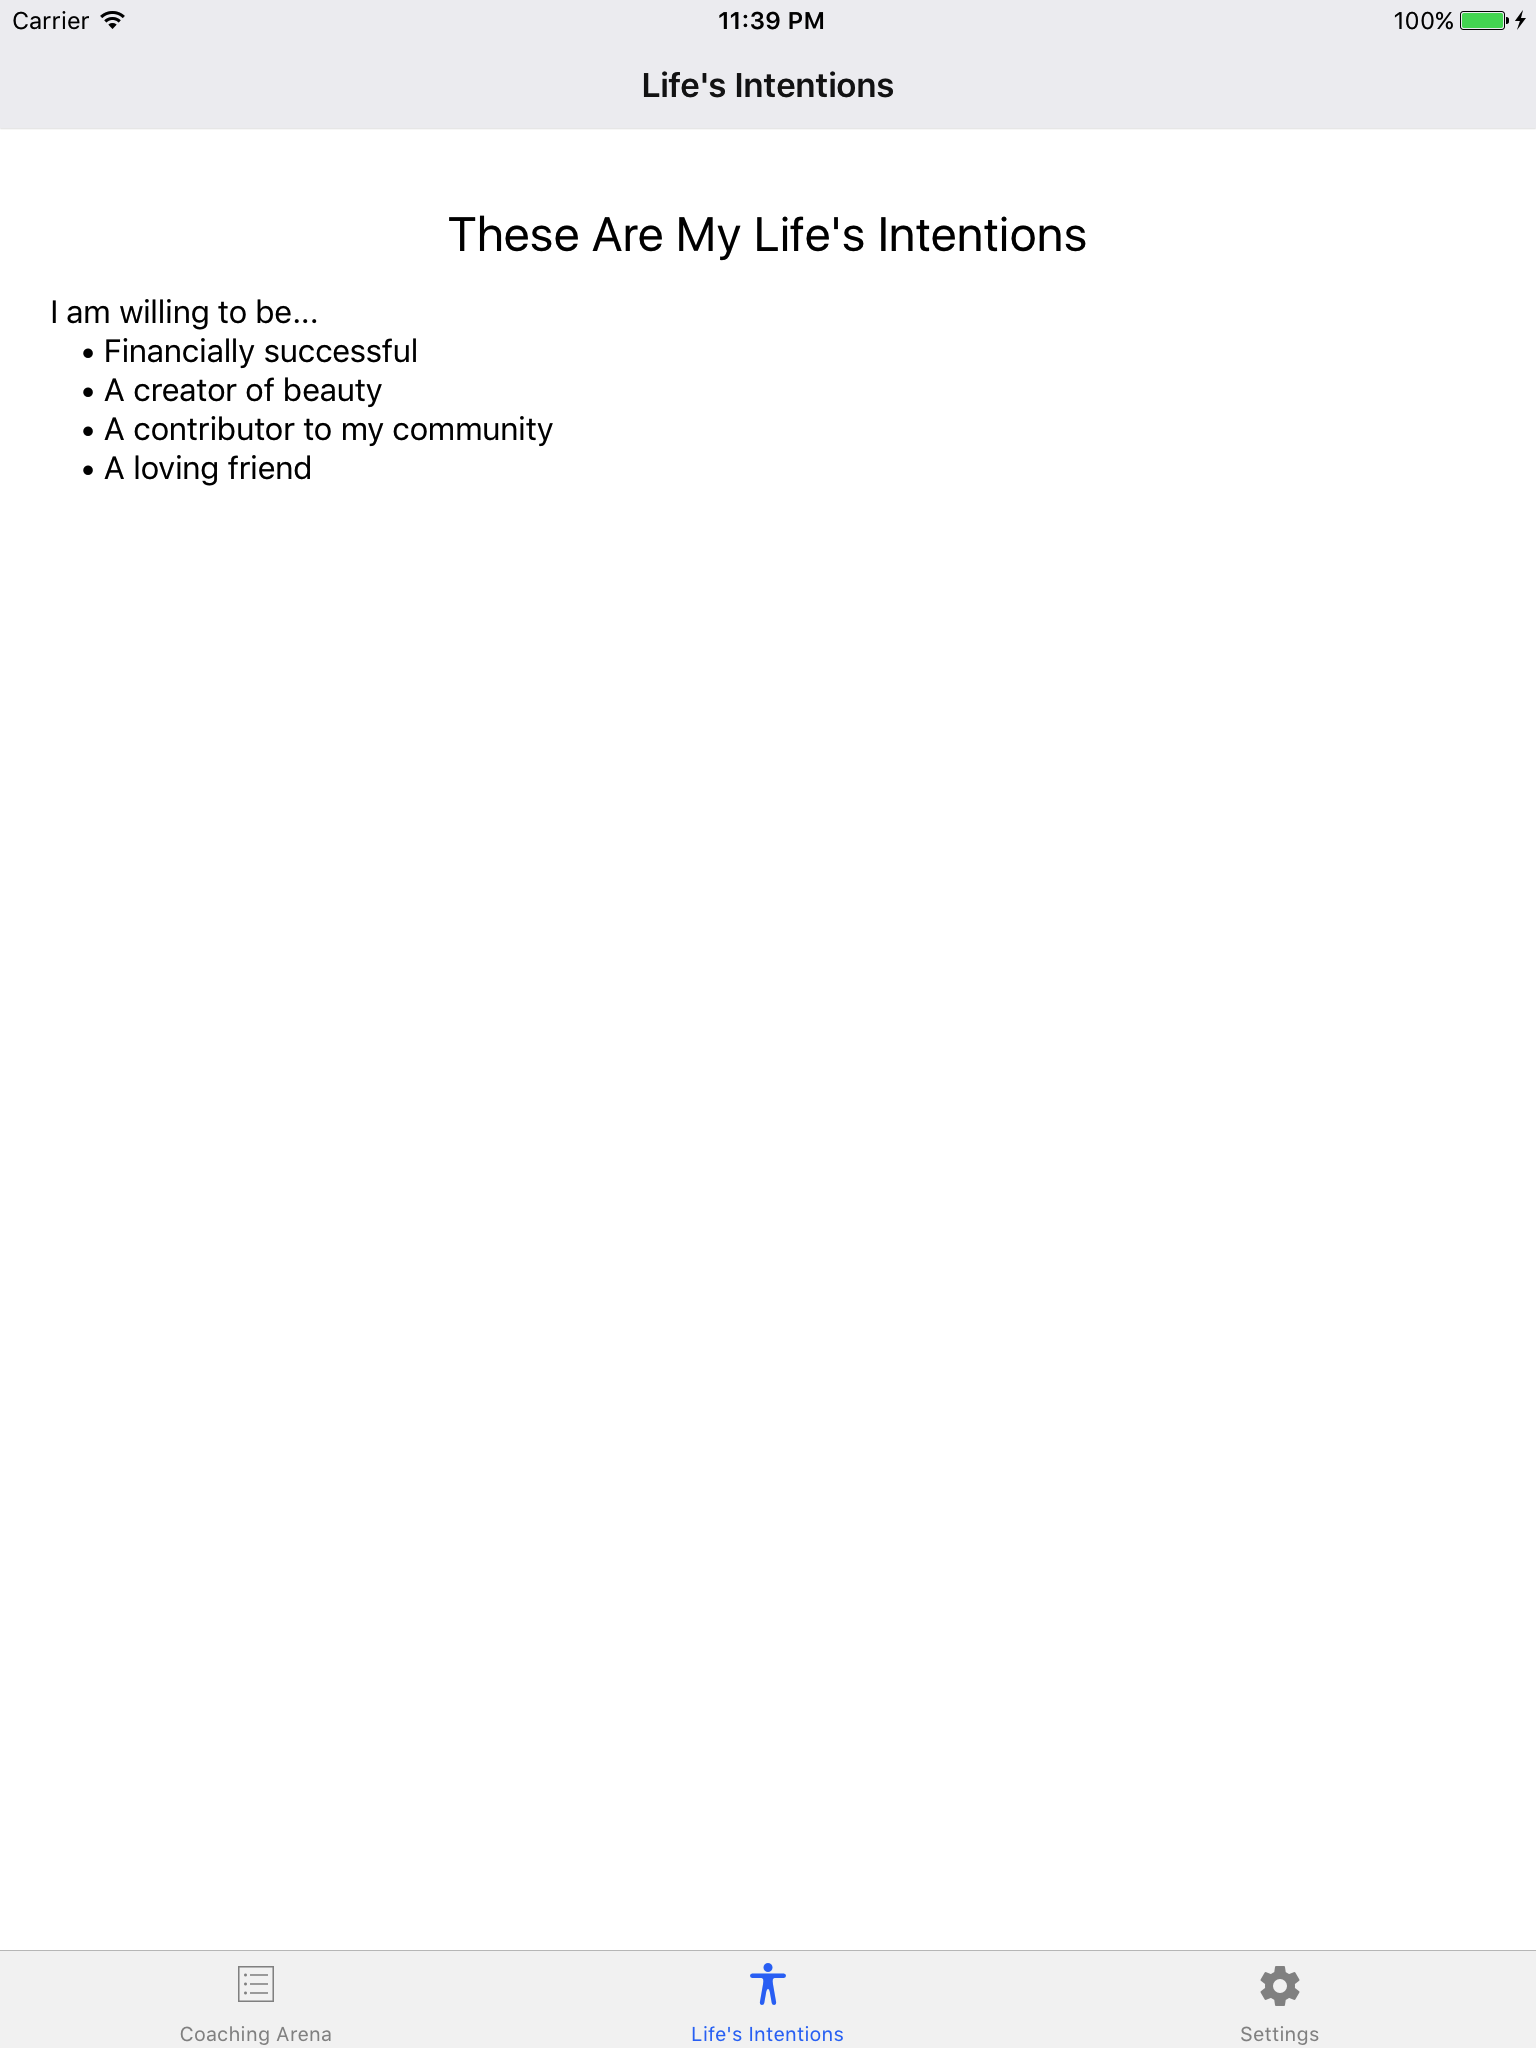 Carrier 11:39 PM 100%
Life's Intentions
These Are My Life's Intentions
I am willing to be...
• Financially successful
• A creator of beauty
• A contributor to my community
• A loving friend
Coaching Arena Life's Intentions Settings